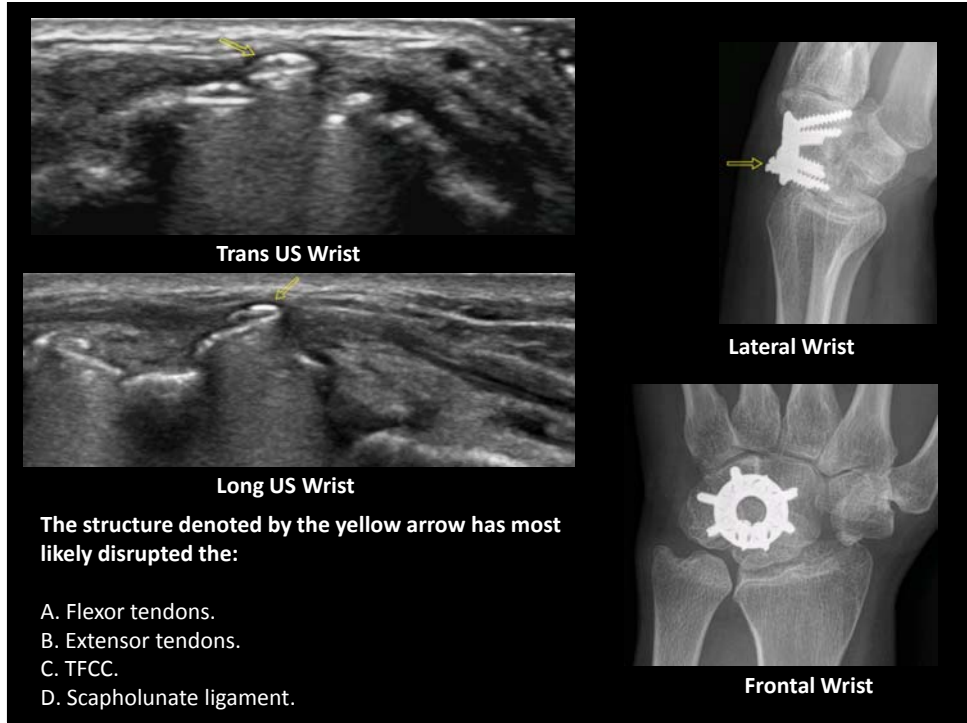 Trans US Wrist
Long US Wrist
The structure denoted by the yellow arrow has most
likely disrupted the:
A. Flexor tendons.
B. Extensor tendons.
C. TFCC.
D. Scapholunate ligament.
Lateral Wrist
Frontal Wrist